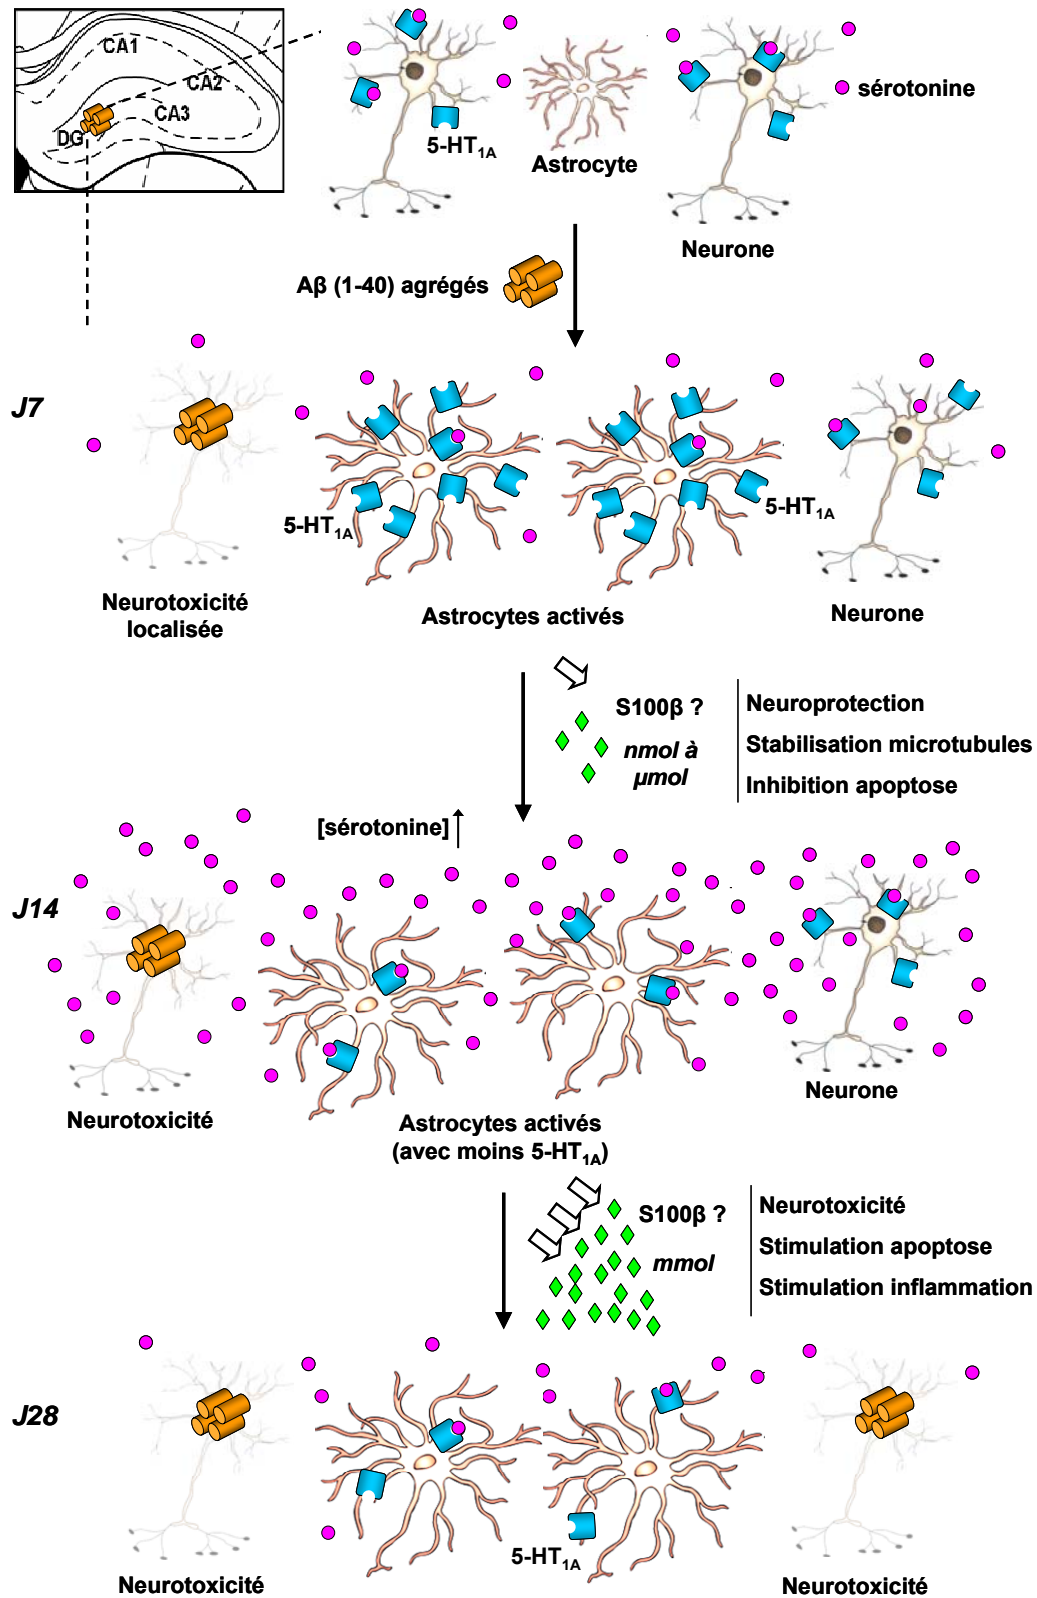 CA1
CA2
CA3
DG
sérotonine
5-HT1A
Astrocyte
Neurone
Aβ (1-40) agrégés
J7
5-HT1A
5-HT1A
Neurotoxicité
localisée
Astrocytes activés
Neurone
S100β ?
nmol à
µmol
Neuroprotection
Stabilisation microtubules
Inhibition apoptose
[sérotonine]
J14
Neurotoxicité
Astrocytes activés
(avec moins 5-HT1A)
Neurone
S100β ?
mmol
Neurotoxicité
Stimulation apoptose
Stimulation inflammation
J28
5-HT1A
Neurotoxicité
Neurotoxicité